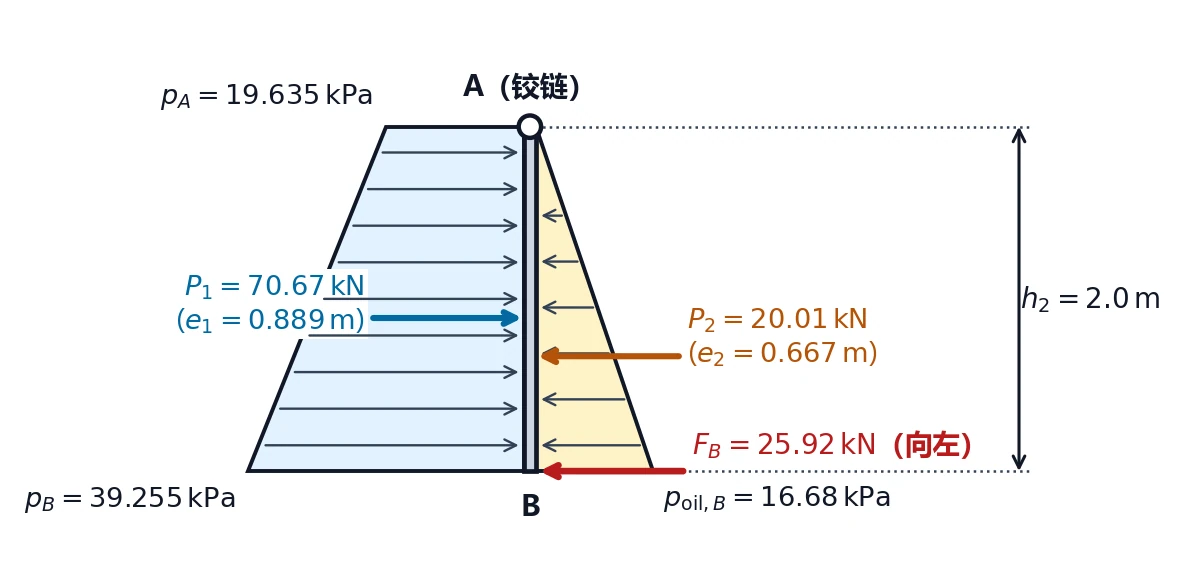 A (铰链)
p_A = 19.635 kPa
P_1 = 70.67 kN
(e_1 = 0.889 m)
h_2 = 2.0 m
P_2 = 20.01 kN
(e_2 = 0.667 m)
F_B = 25.92 kN (向左)
p_B = 39.255 kPa
B
p_oil, B = 16.68 kPa